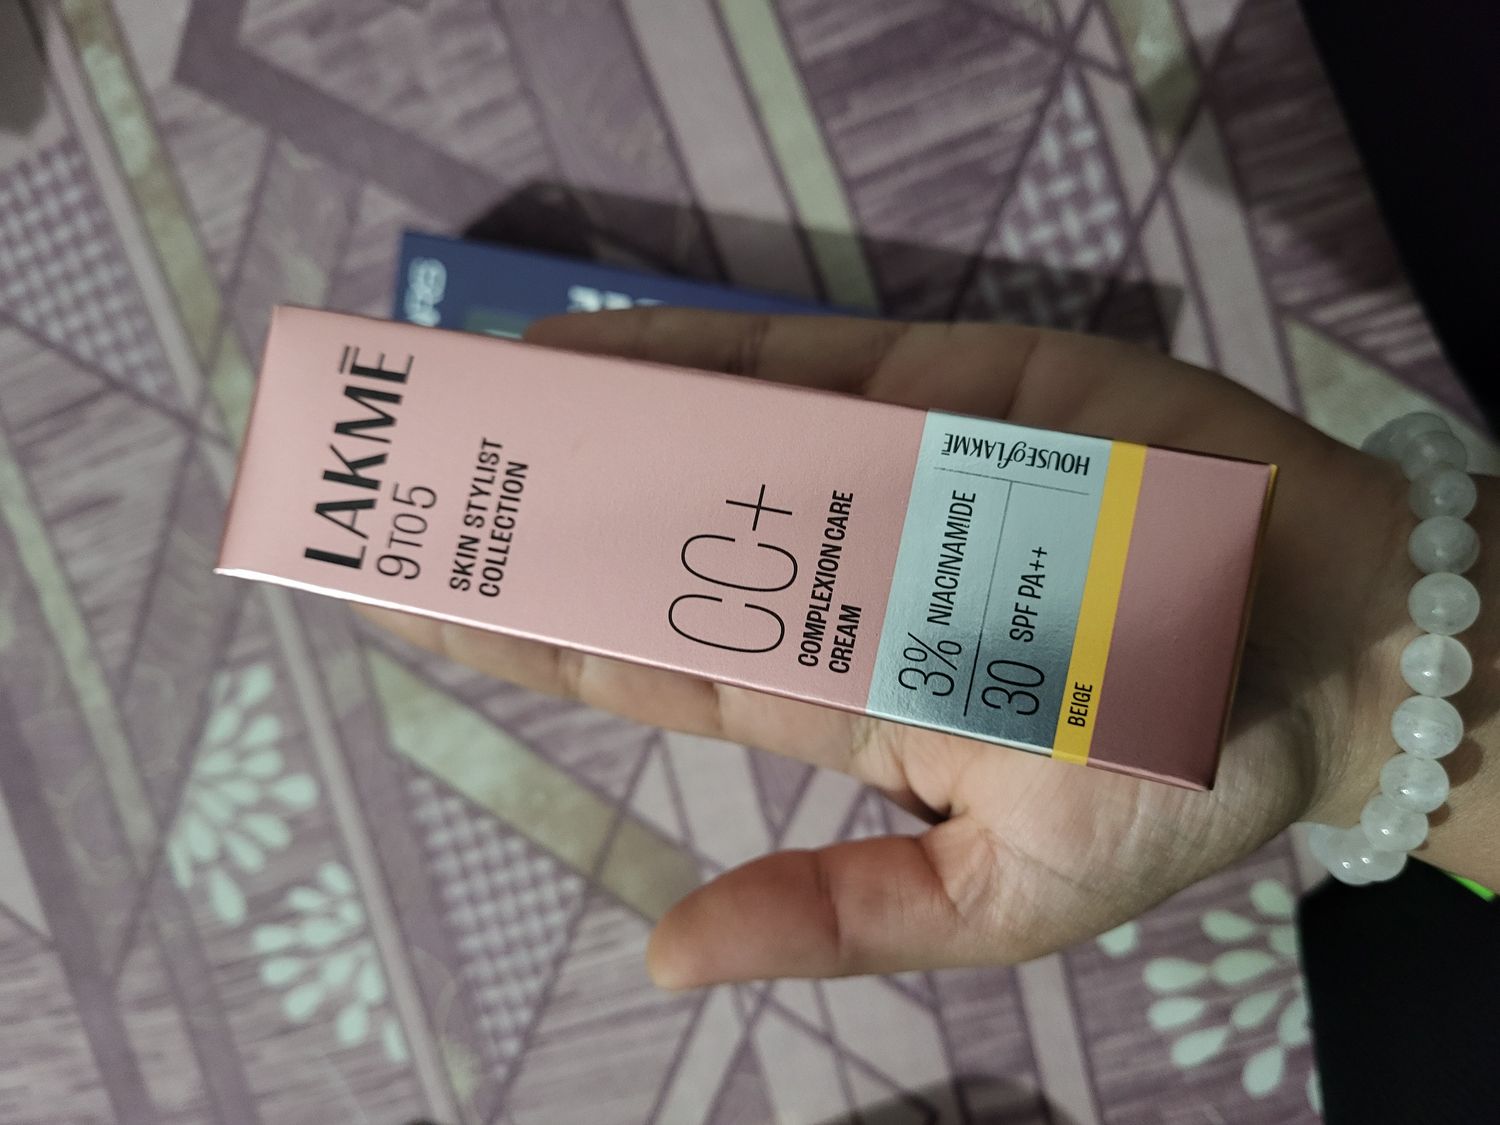 LAKMĒ
9TO5
SKIN STYLIST
COLLECTION
CC+
COMPLEXION CARE
CREAM
HOUSE of LAKMĒ
3% NIACINAMIDE
30 SPF PA++
BEIGE